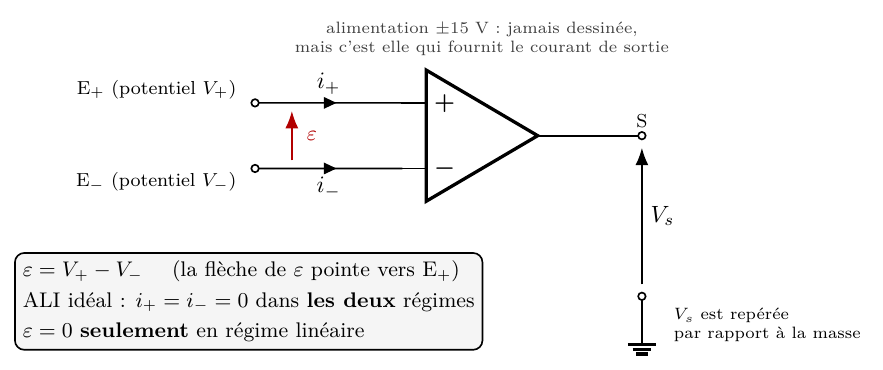 alimentation ±15 V : jamais dessinée,
mais c'est elle qui fournit le courant de sortie
E₊ (potentiel V₊)
i₊
+
S
ε
E₋ (potentiel V₋)
i₋
−
Vₛ
ε = V₊ − V₋ (la flèche de ε pointe vers E₊)
ALI idéal : i₊ = i₋ = 0 dans les deux régimes
ε = 0 seulement en régime linéaire
Vₛ est repérée
par rapport à la masse